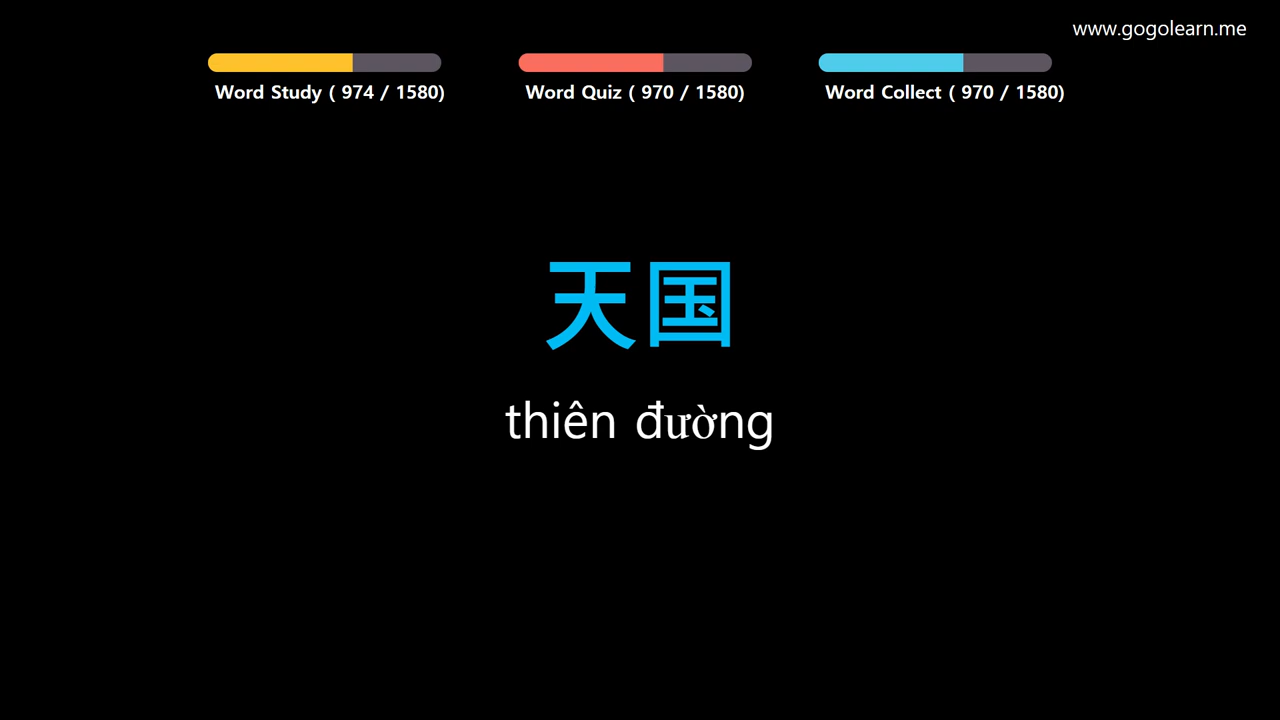 www.gogolearn.me
Word Study ( 974 / 1580)
Word Quiz ( 970 / 1580)
Word Collect ( 970 / 1580)
天国
thiên đường